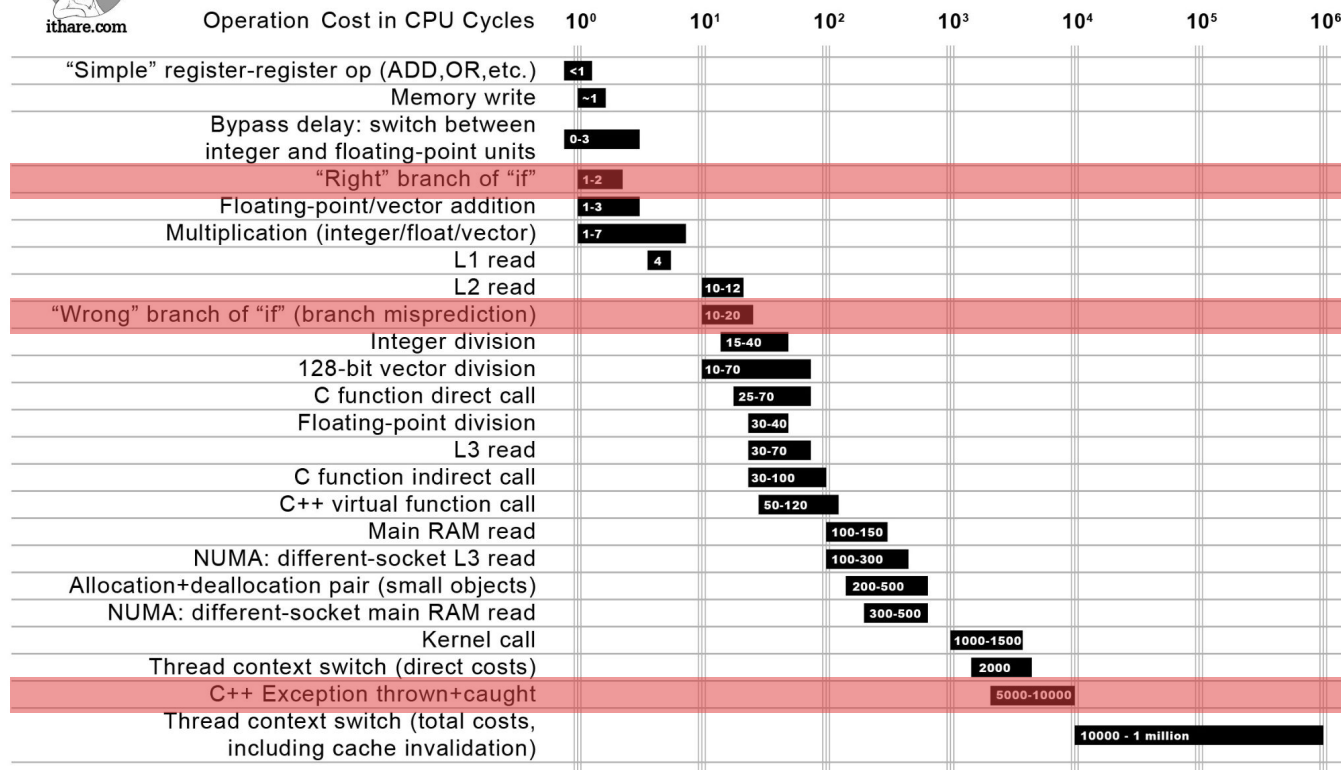 ithare.com
Operation Cost in CPU Cycles 10⁰ 10¹ 10² 10³ 10⁴ 10⁵ 10⁶
“Simple” register-register op (ADD,OR,etc.) <1
Memory write ~1
Bypass delay: switch between
integer and floating-point units 0-3
“Right” branch of “if” 1-2
Floating-point/vector addition 1-3
Multiplication (integer/float/vector) 1-7
L1 read 4
L2 read 10-12
“Wrong” branch of “if” (branch misprediction) 10-20
Integer division 15-40
128-bit vector division 10-70
C function direct call 25-70
Floating-point division 30-40
L3 read 30-70
C function indirect call 30-100
C++ virtual function call 50-120
Main RAM read 100-150
NUMA: different-socket L3 read 100-300
Allocation+deallocation pair (small objects) 200-500
NUMA: different-socket main RAM read 300-500
Kernel call 1000-1500
Thread context switch (direct costs) 2000
C++ Exception thrown+caught 5000-10000
Thread context switch (total costs,
including cache invalidation) 10000 - 1 million